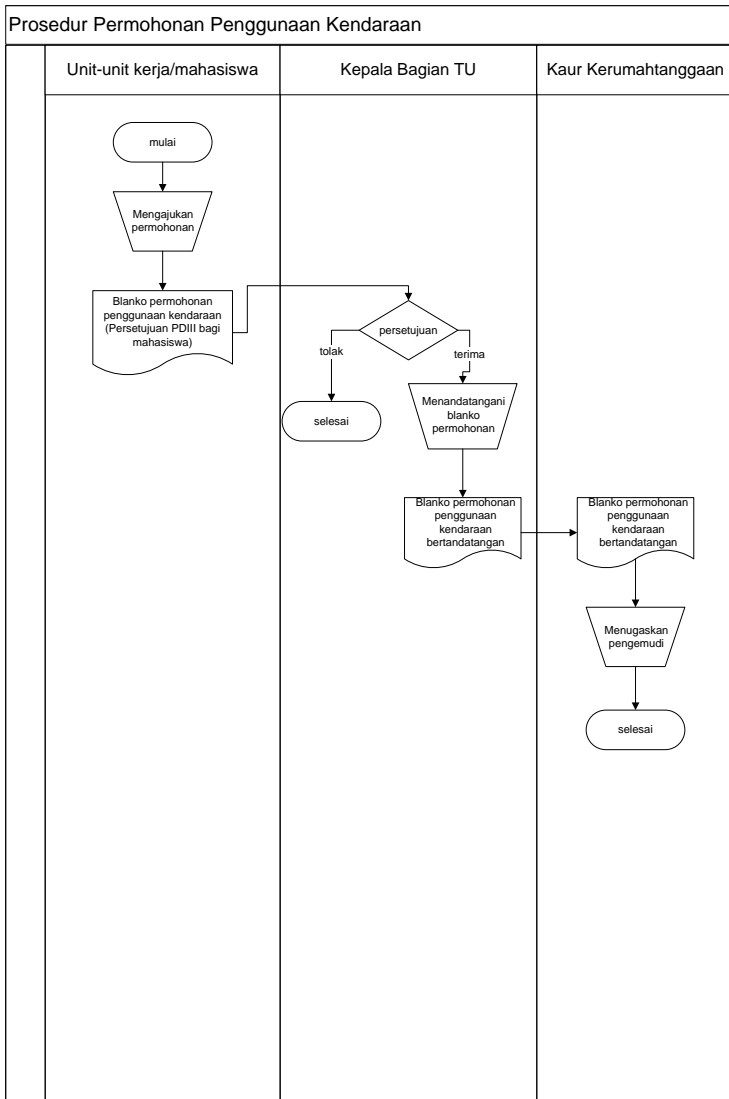 Prosedur Permohonan Penggunaan Kendaraan
Unit-unit kerja/mahasiswa
Kepala Bagian TU
Kaur Kerumahtanggaan
mulai
Mengajukan
permohonan
Blanko permohonan
penggunaan kendaraan
(Persetujuan PDIII bagi
mahasiswa)
persetujuan
tolak
terima
selesai
Menandatangani
blanko
permohonan
Blanko permohonan
penggunaan
kendaraan
bertandatangan
Blanko permohonan
penggunaan
kendaraan
bertandatangan
Menugaskan
pengemudi
selesai